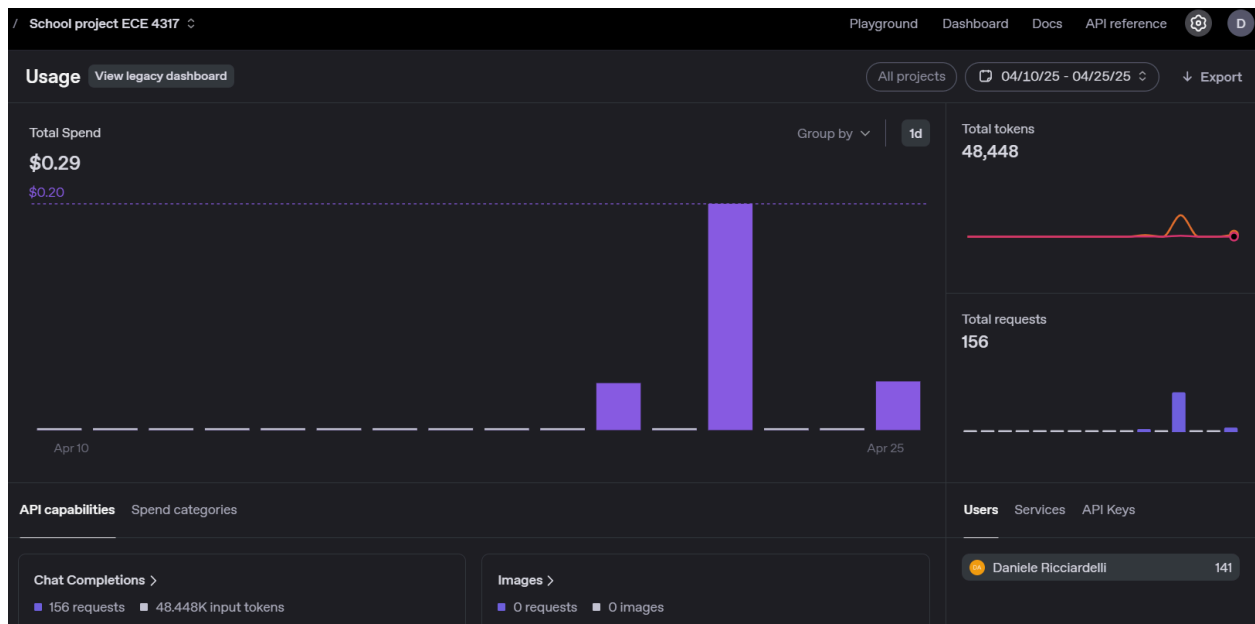 / School project ECE 4317
Playground Dashboard Docs API reference D
Usage View legacy dashboard
All projects 04/10/25 - 04/25/25 Export
Total Spend
Group by 1d
$0.29
$0.20
Apr 10 Apr 25
Total tokens
48,448
Total requests
156
API capabilities Spend categories
Users Services API Keys
Chat Completions >
156 requests 48.448K input tokens
Images >
0 requests 0 images
Daniele Ricciardelli 141